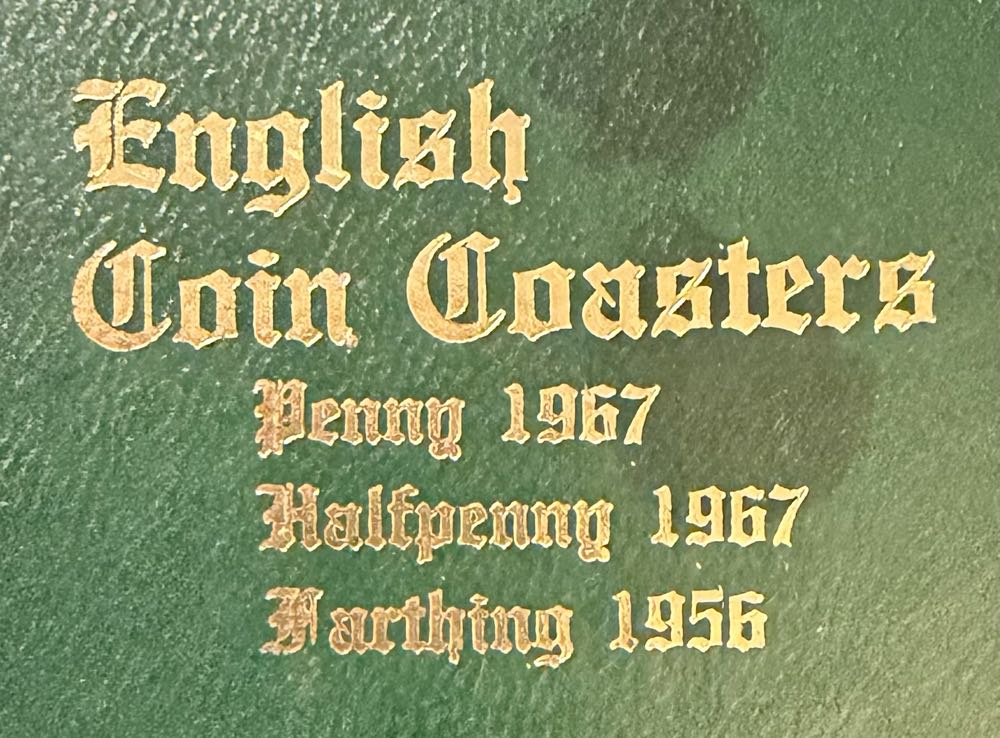 English
Coin Coasters
Penny 1967
Halfpenny 1967
Farthing 1956